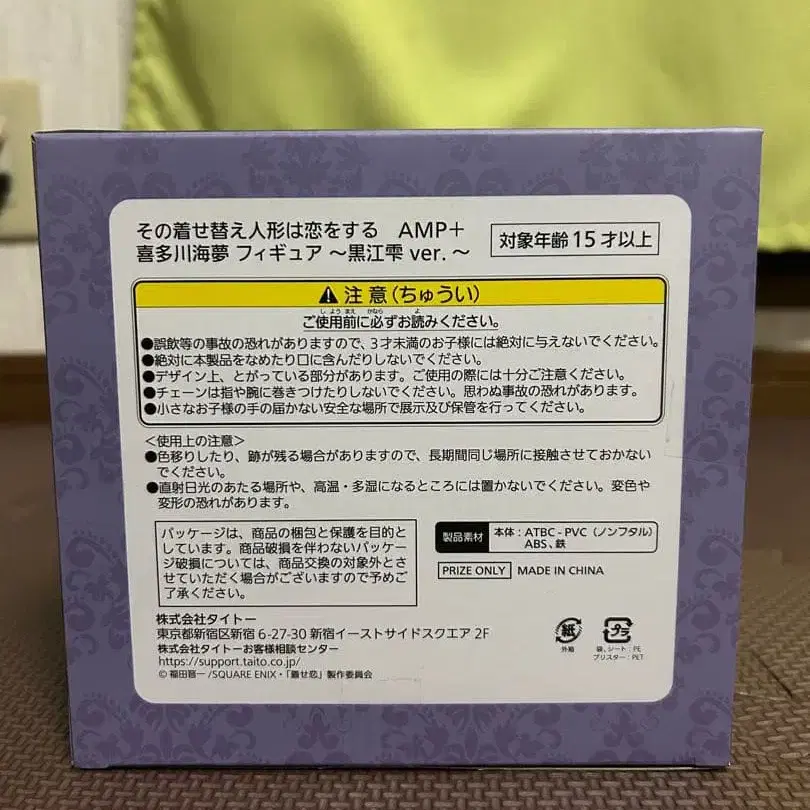 その着せ替え人形は恋をする　AMP＋
喜多川海夢 フィギュア ～黒江雫 ver.～
対象年齢15才以上
⚠注意(ちゅうい)
しようまえ かなら よ
ご使用前に必ずお読みください。
●誤飲等の事故の恐れがありますので、3才未満のお子様には絶対に与えないでください。
●絶対に本製品をなめたり口に含んだりしないでください。
●デザイン上、とがっている部分があります。ご使用の際には十分ご注意ください。
●チェーンは指や腕に巻きつけたりしないでください。思わぬ事故の恐れがあります。
●小さなお子様の手の届かない安全な場所で展示及び保管を行ってください。
＜使用上の注意＞
●色移りしたり、跡が残る場合がありますので、長期間同じ場所に接触させておかない
でください。
●直射日光のあたる場所や、高温・多湿になるところには置かないでください。変色や
変形の恐れがあります。
パッケージは、商品の梱包と保護を目的と
しています。商品破損を伴わないパッケー
ジ破損については、商品交換の対象外とさ
せていただく場合がございますので予めご
了承ください。
製品素材
本体：ATBC-PVC（ノンフタル）
ABS、鉄
PRIZE ONLY MADE IN CHINA
株式会社タイトー
東京都新宿区新宿 6-27-30 新宿イーストサイドスクエア 2F
株式会社タイトーお客様相談センター
https://support.taito.co.jp/
© 福田晋一/SQUARE ENIX・「着せ恋」製作委員会
紙
外箱
プラ
袋、シート：PE
ブリスター：PET